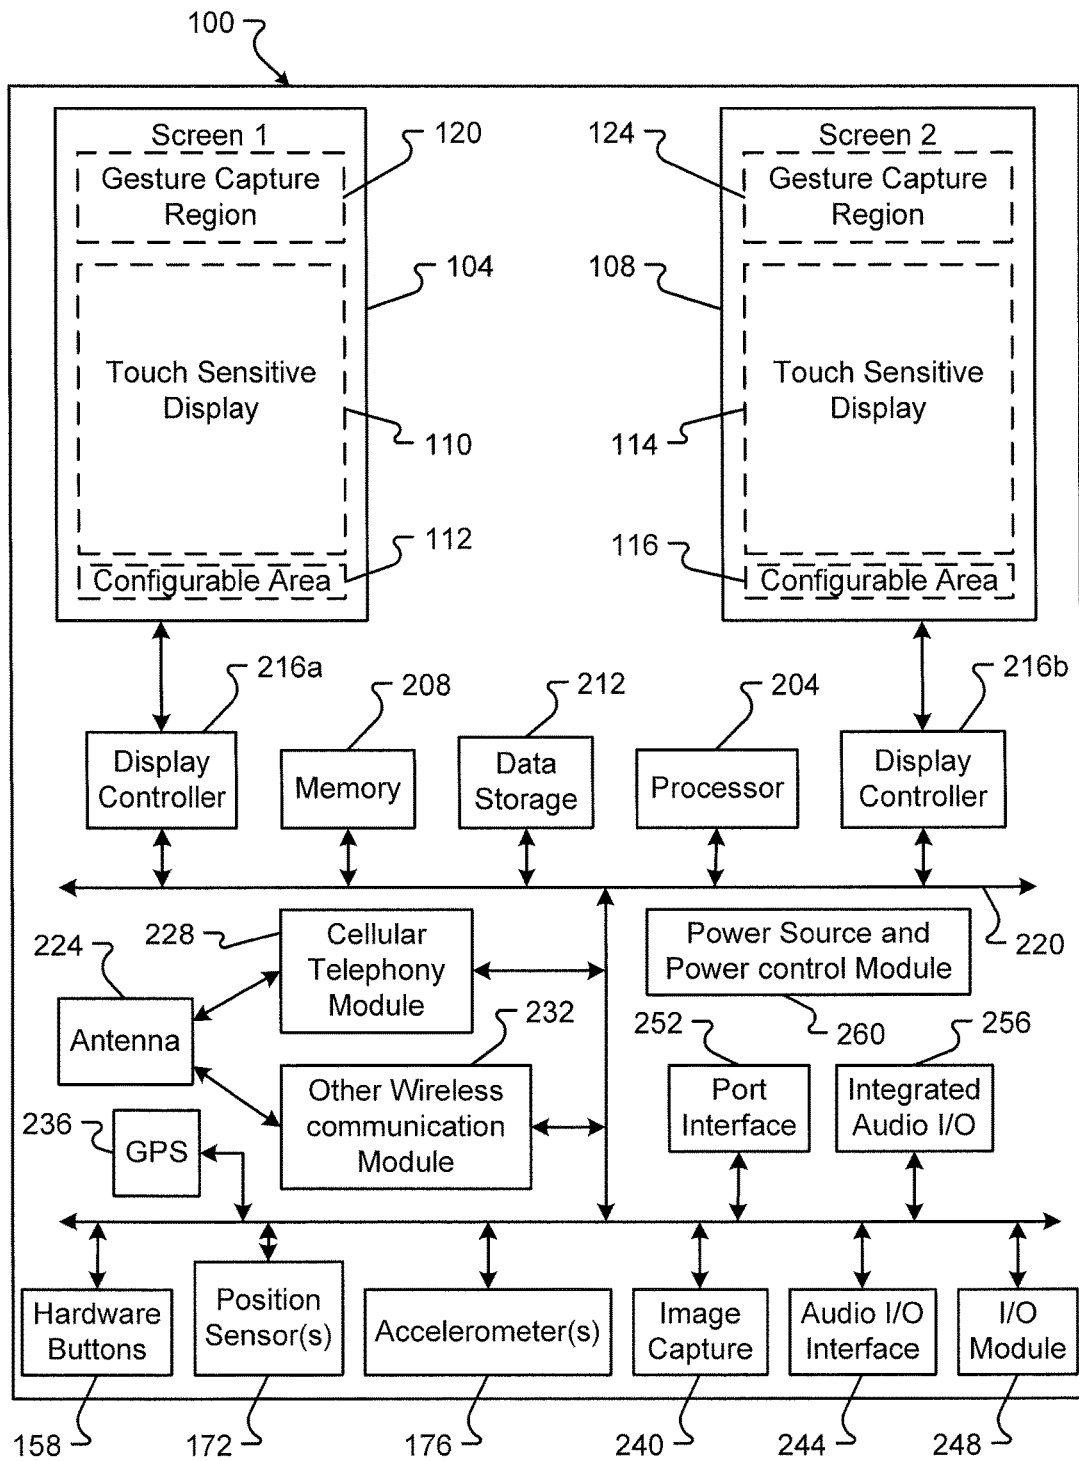 100
Screen 1
120
124
Screen 2
Gesture Capture
Region
Gesture Capture
Region
104
108
Touch Sensitive
Display
Touch Sensitive
Display
110
114
112
116
Configurable Area
Configurable Area
216a
208
212
204
216b
Display
Controller
Memory
Data
Storage
Processor
Display
Controller
228
Cellular
Telephony
Module
Power Source and
Power control Module
220
224
Antenna
232
252
260
256
Other Wireless
communication
Module
Port
Interface
Integrated
Audio I/O
236
GPS
Hardware
Buttons
Position
Sensor(s)
Accelerometer(s)
Image
Capture
Audio I/O
Interface
I/O
Module
158
172
176
240
244
248